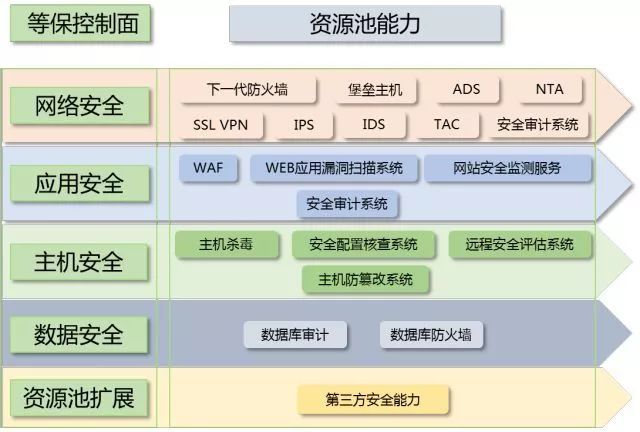 等保控制面 资源池能力
网络安全
下一代防火墙 堡垒主机 ADS NTA
SSL VPN IPS IDS TAC 安全审计系统
应用安全
WAF WEB应用漏洞扫描系统 网站安全监测服务
安全审计系统
主机安全
主机杀毒 安全配置核查系统 远程安全评估系统
主机防篡改系统
数据安全
数据库审计 数据库防火墙
资源池扩展
第三方安全能力